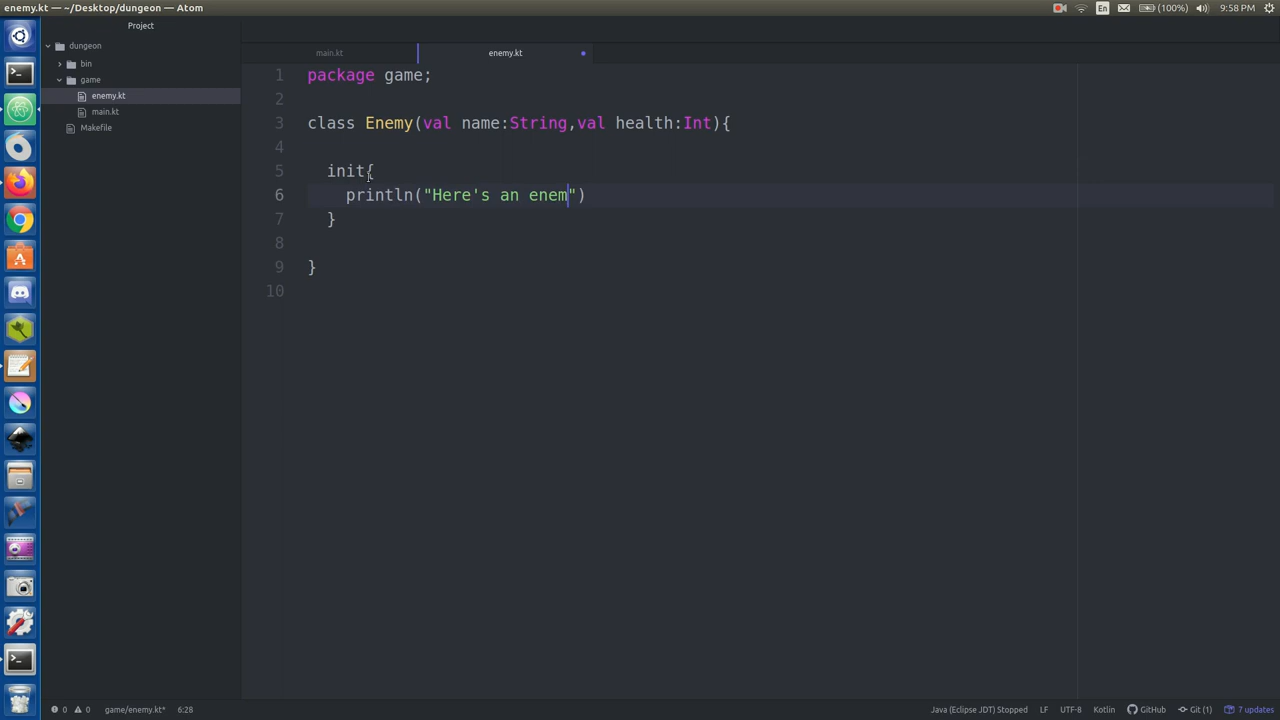 enemy.kt — ~/Desktop/dungeon — Atom
En
(100%)
9:58 PM
Project
dungeon
bin
game
enemy.kt
main.kt
Makefile
main.kt
enemy.kt
1 package game;
2
3 class Enemy(val name:String,val health:Int){
4
5 init{
6 println("Here's an enem")
7 }
8
9 }
10
0 0 game/enemy.kt* 6:28
Java (Eclipse JDT) Stopped LF UTF-8 Kotlin GitHub Git (1) 7 updates